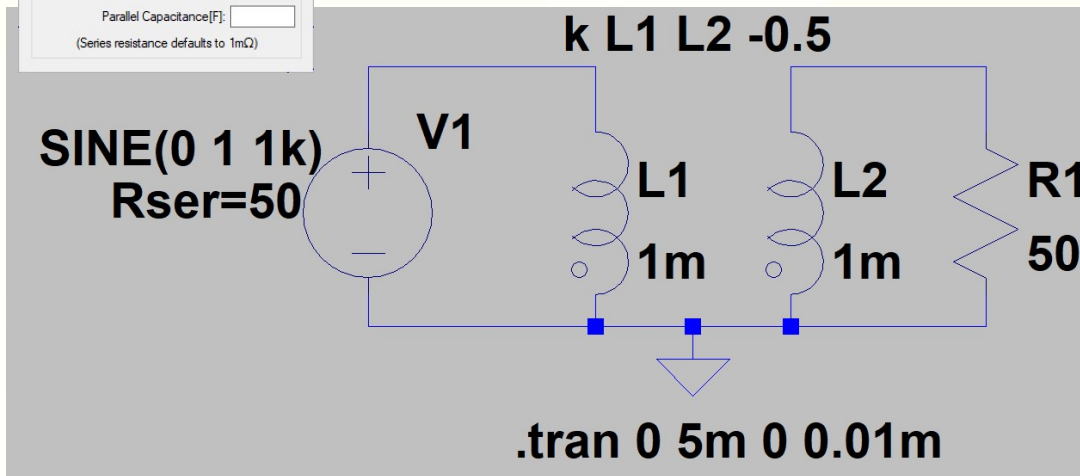 Parallel Capacitance[F]:
(Series resistance defaults to 1mΩ)
k L1 L2 -0.5
SINE(0 1 1k)
Rser=50
V1
L1
1m
L2
1m
R1
50
.tran 0 5m 0 0.01m